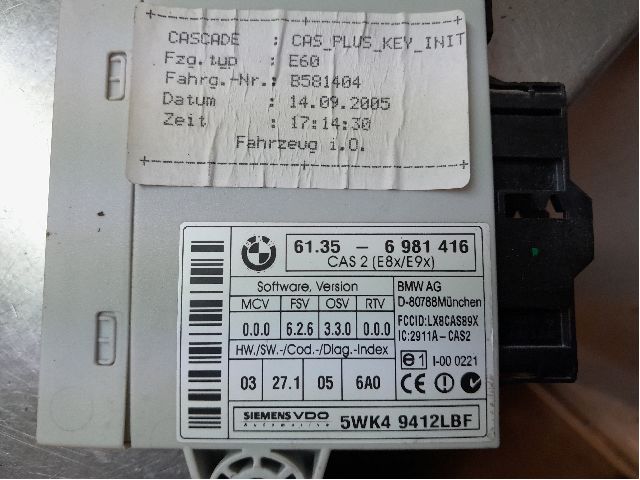 CASCADE : CAS_PLUS_KEY_INIT
Fzg.typ : E60
Fahrg.-Nr.: B581404
Datum : 14.09.2005
Zeit : 17:14:30
Fahrzeug i.O.
BMW
61.35 - 6 981 416
CAS 2 (E8x/E9x)
Software, Version
MCV FSV OSV RTV
0.0.0 6.2.6 3.3.0 0.0.0
HW./SW.-/Cod.-/Diag.-Index
03 27.1 05 6A0
BMW AG
D-80788München
FCCID:LX8CAS89X
IC:2911A-CAS2
e1 I-00 0221
CE
SIEMENS VDO
Automotive
5WK4 9412LBF